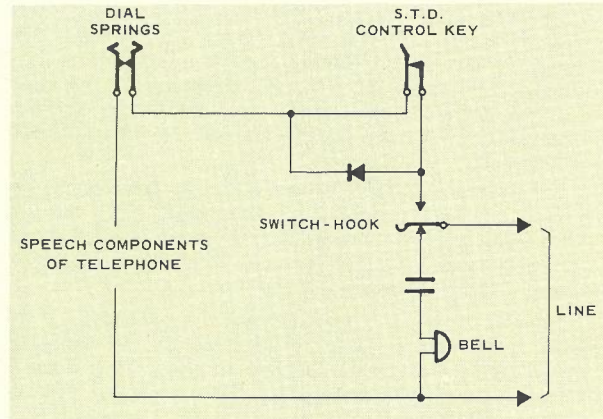 DIAL
SPRINGS
S.T.D.
CONTROL KEY
SWITCH-HOOK
SPEECH COMPONENTS
OF TELEPHONE
LINE
BELL